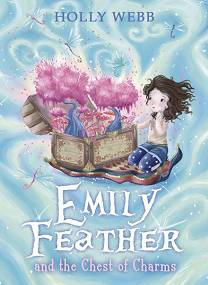 HOLLY WEBB
EMILY
FEATHER
and the Chest of Charms